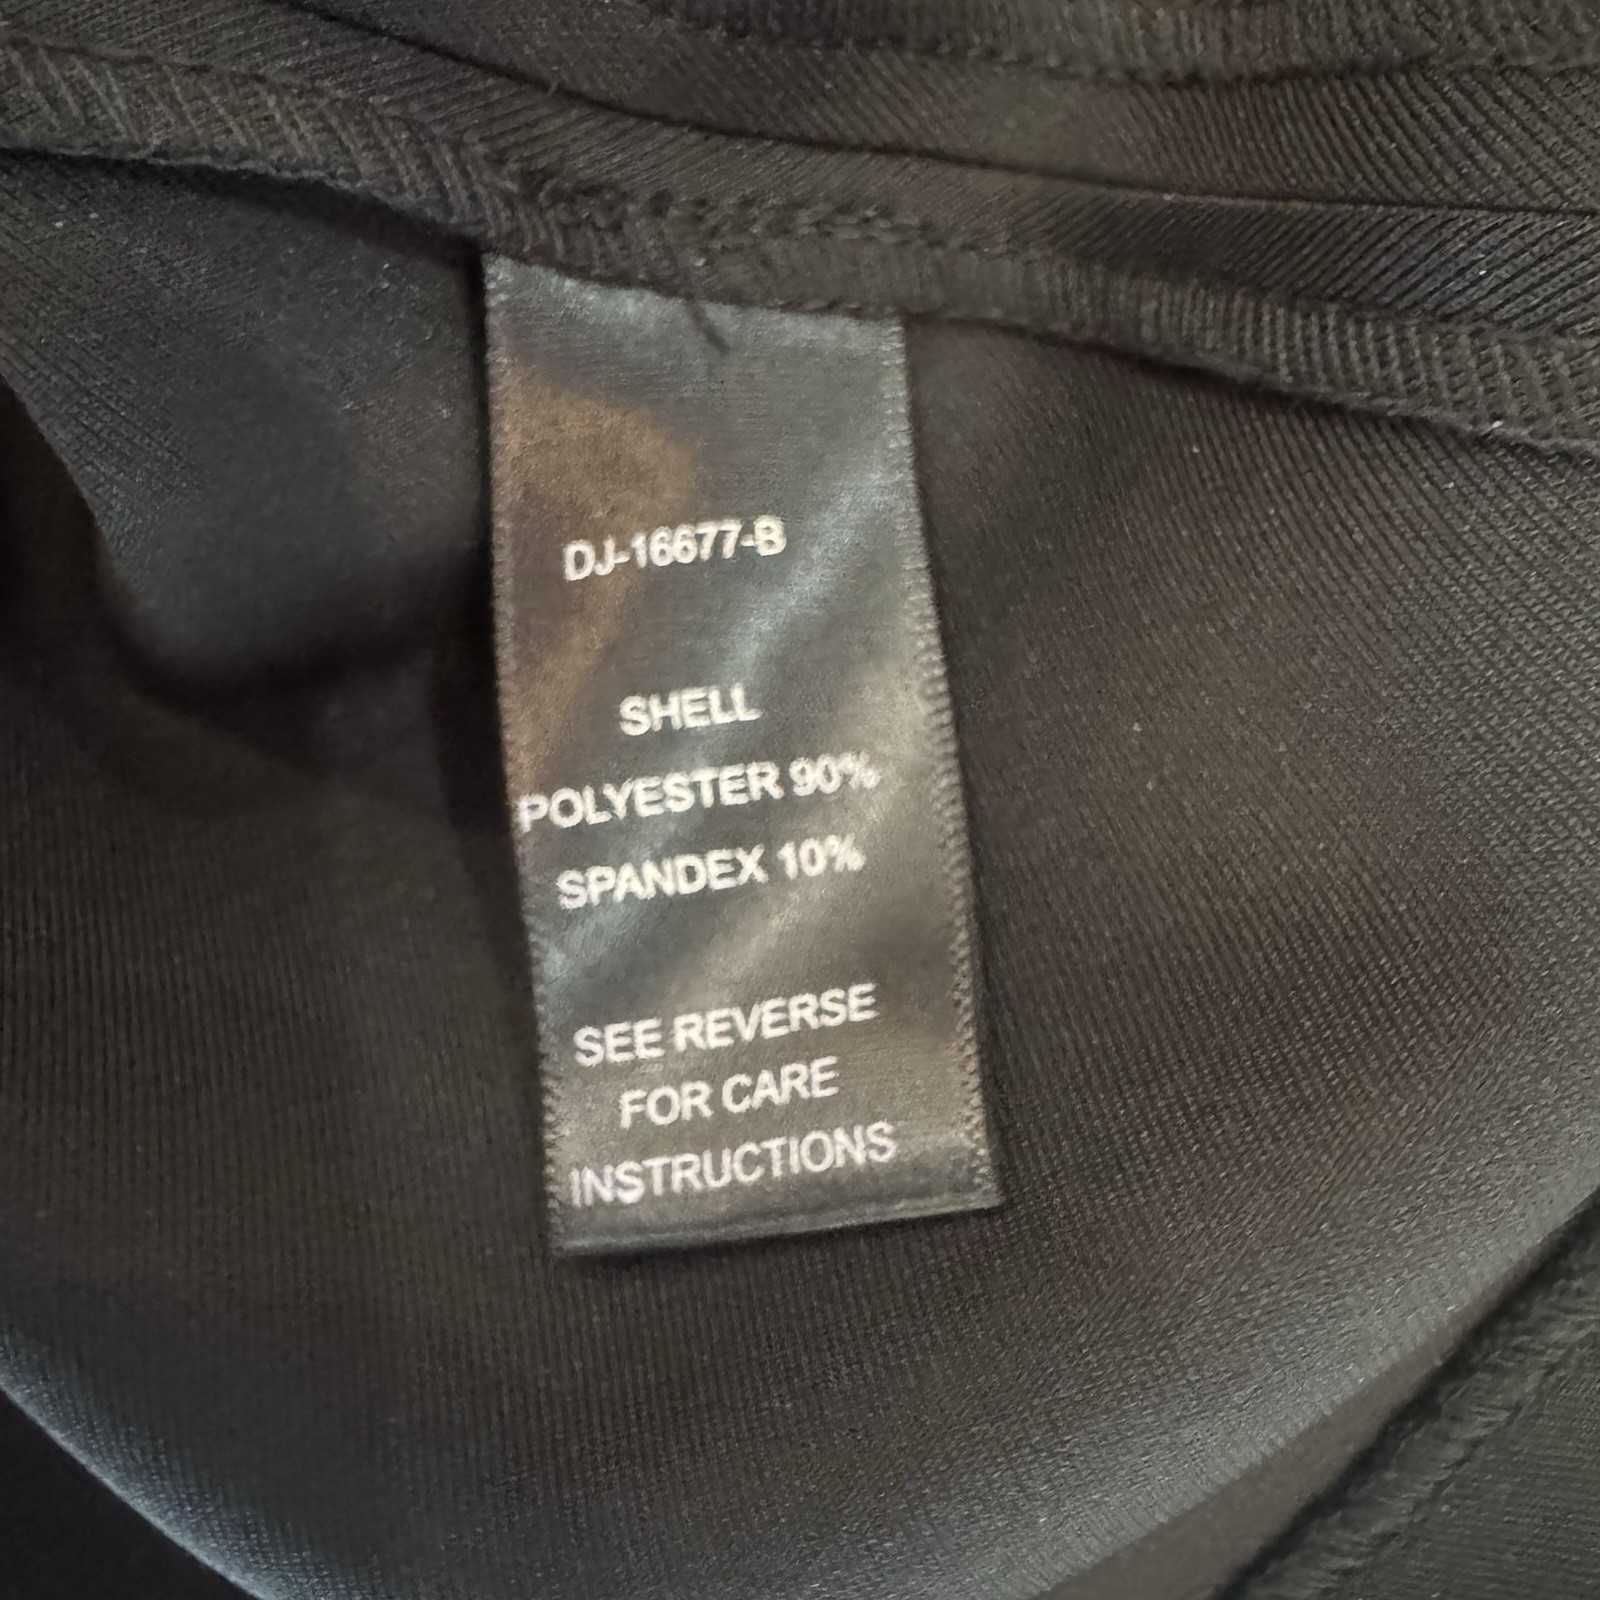 DJ-16677-B
SHELL
POLYESTER 90%
SPANDEX 10%
SEE REVERSE
FOR CARE
INSTRUCTIONS